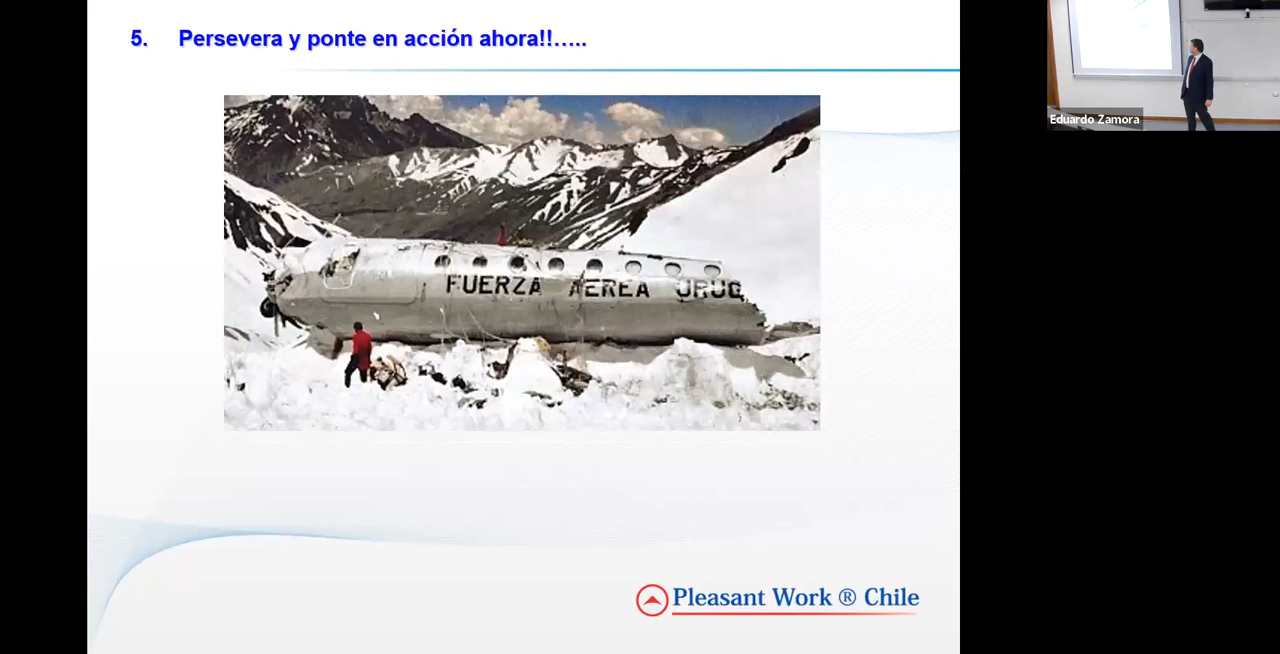 5. Persevera y ponte en acción ahora!!…..
Eduardo Zamora
FUERZA AEREA URUG
Pleasant Work ® Chile